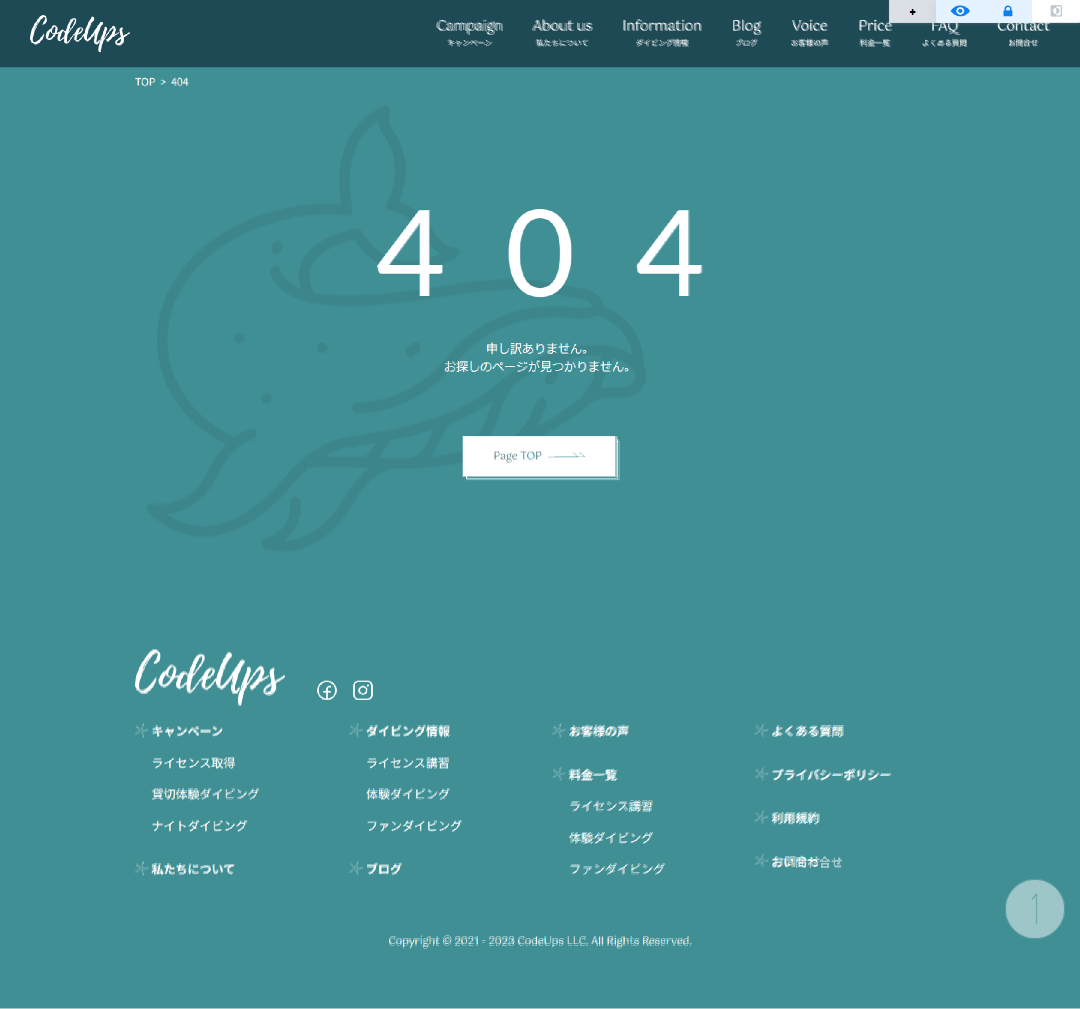 CodeUps
Campaign About us Information Blog Voice Price FAQ Contact
キャンペーン 私たちについて ダイビング情報 ブログ お客様の声 料金一覧 よくある質問 お問合せ
TOP > 404
404
申し訳ありません。
お探しのページが見つかりません。
Page TOP
CodeUps
キャンペーン
ライセンス取得
貸切体験ダイビング
ナイトダイビング
私たちについて
ダイビング情報
ライセンス講習
体験ダイビング
ファンダイビング
ブログ
お客様の声
料金一覧
ライセンス講習
体験ダイビング
ファンダイビング
よくある質問
プライバシーポリシー
利用規約
お問合せ
Copyright © 2021 - 2023 CodeUps LLC. All Rights Reserved.